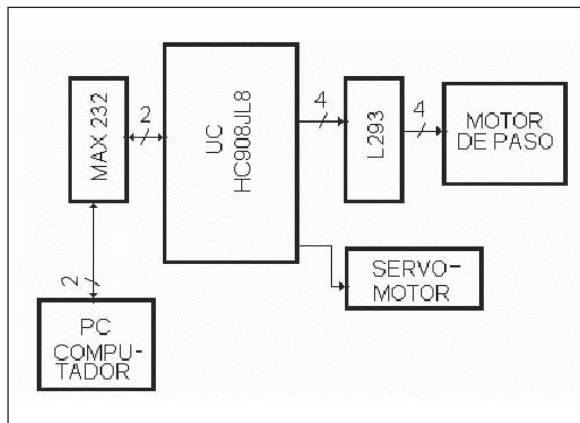 MAX 232
2
UC
HC908JL8
4
L293
4
MOTOR
DE PASO
SERVO-
MOTOR
2
PC
COMPU-
TADOR